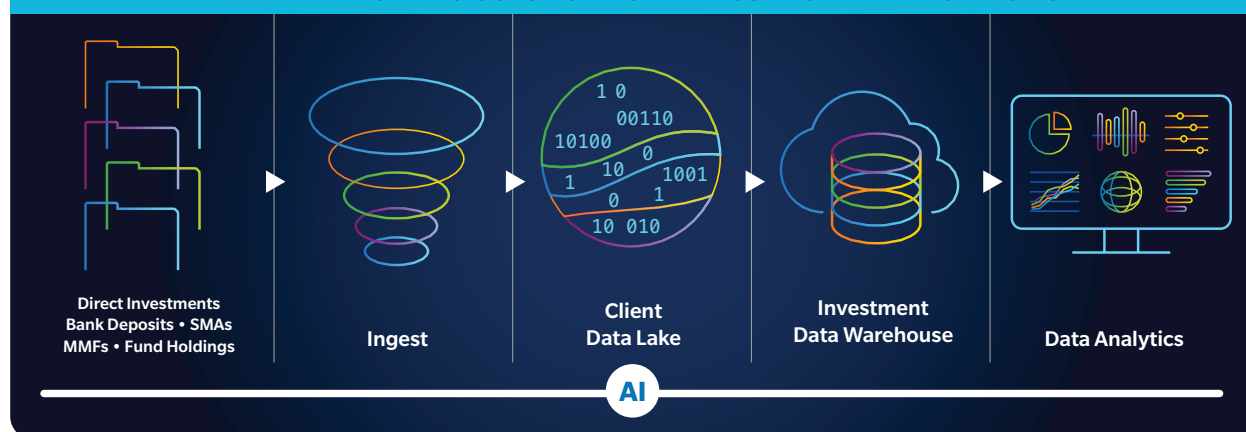 1 0
00110
10100
0
10
1
1001
0
1
10 010
Direct Investments
Bank Deposits • SMAs
MMFs • Fund Holdings
Ingest
Client
Data Lake
Investment
Data Warehouse
Data Analytics
AI